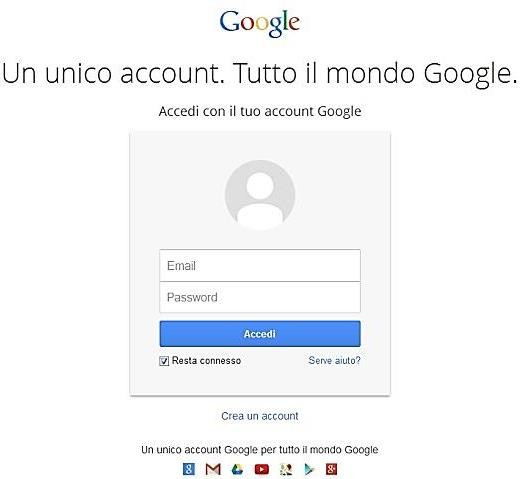 Google
Un unico account. Tutto il mondo Google.
Accedi con il tuo account Google
Email
Password
Accedi
Resta connesso Serve aiuto?
Crea un account
Un unico account Google per tutto il mondo Google